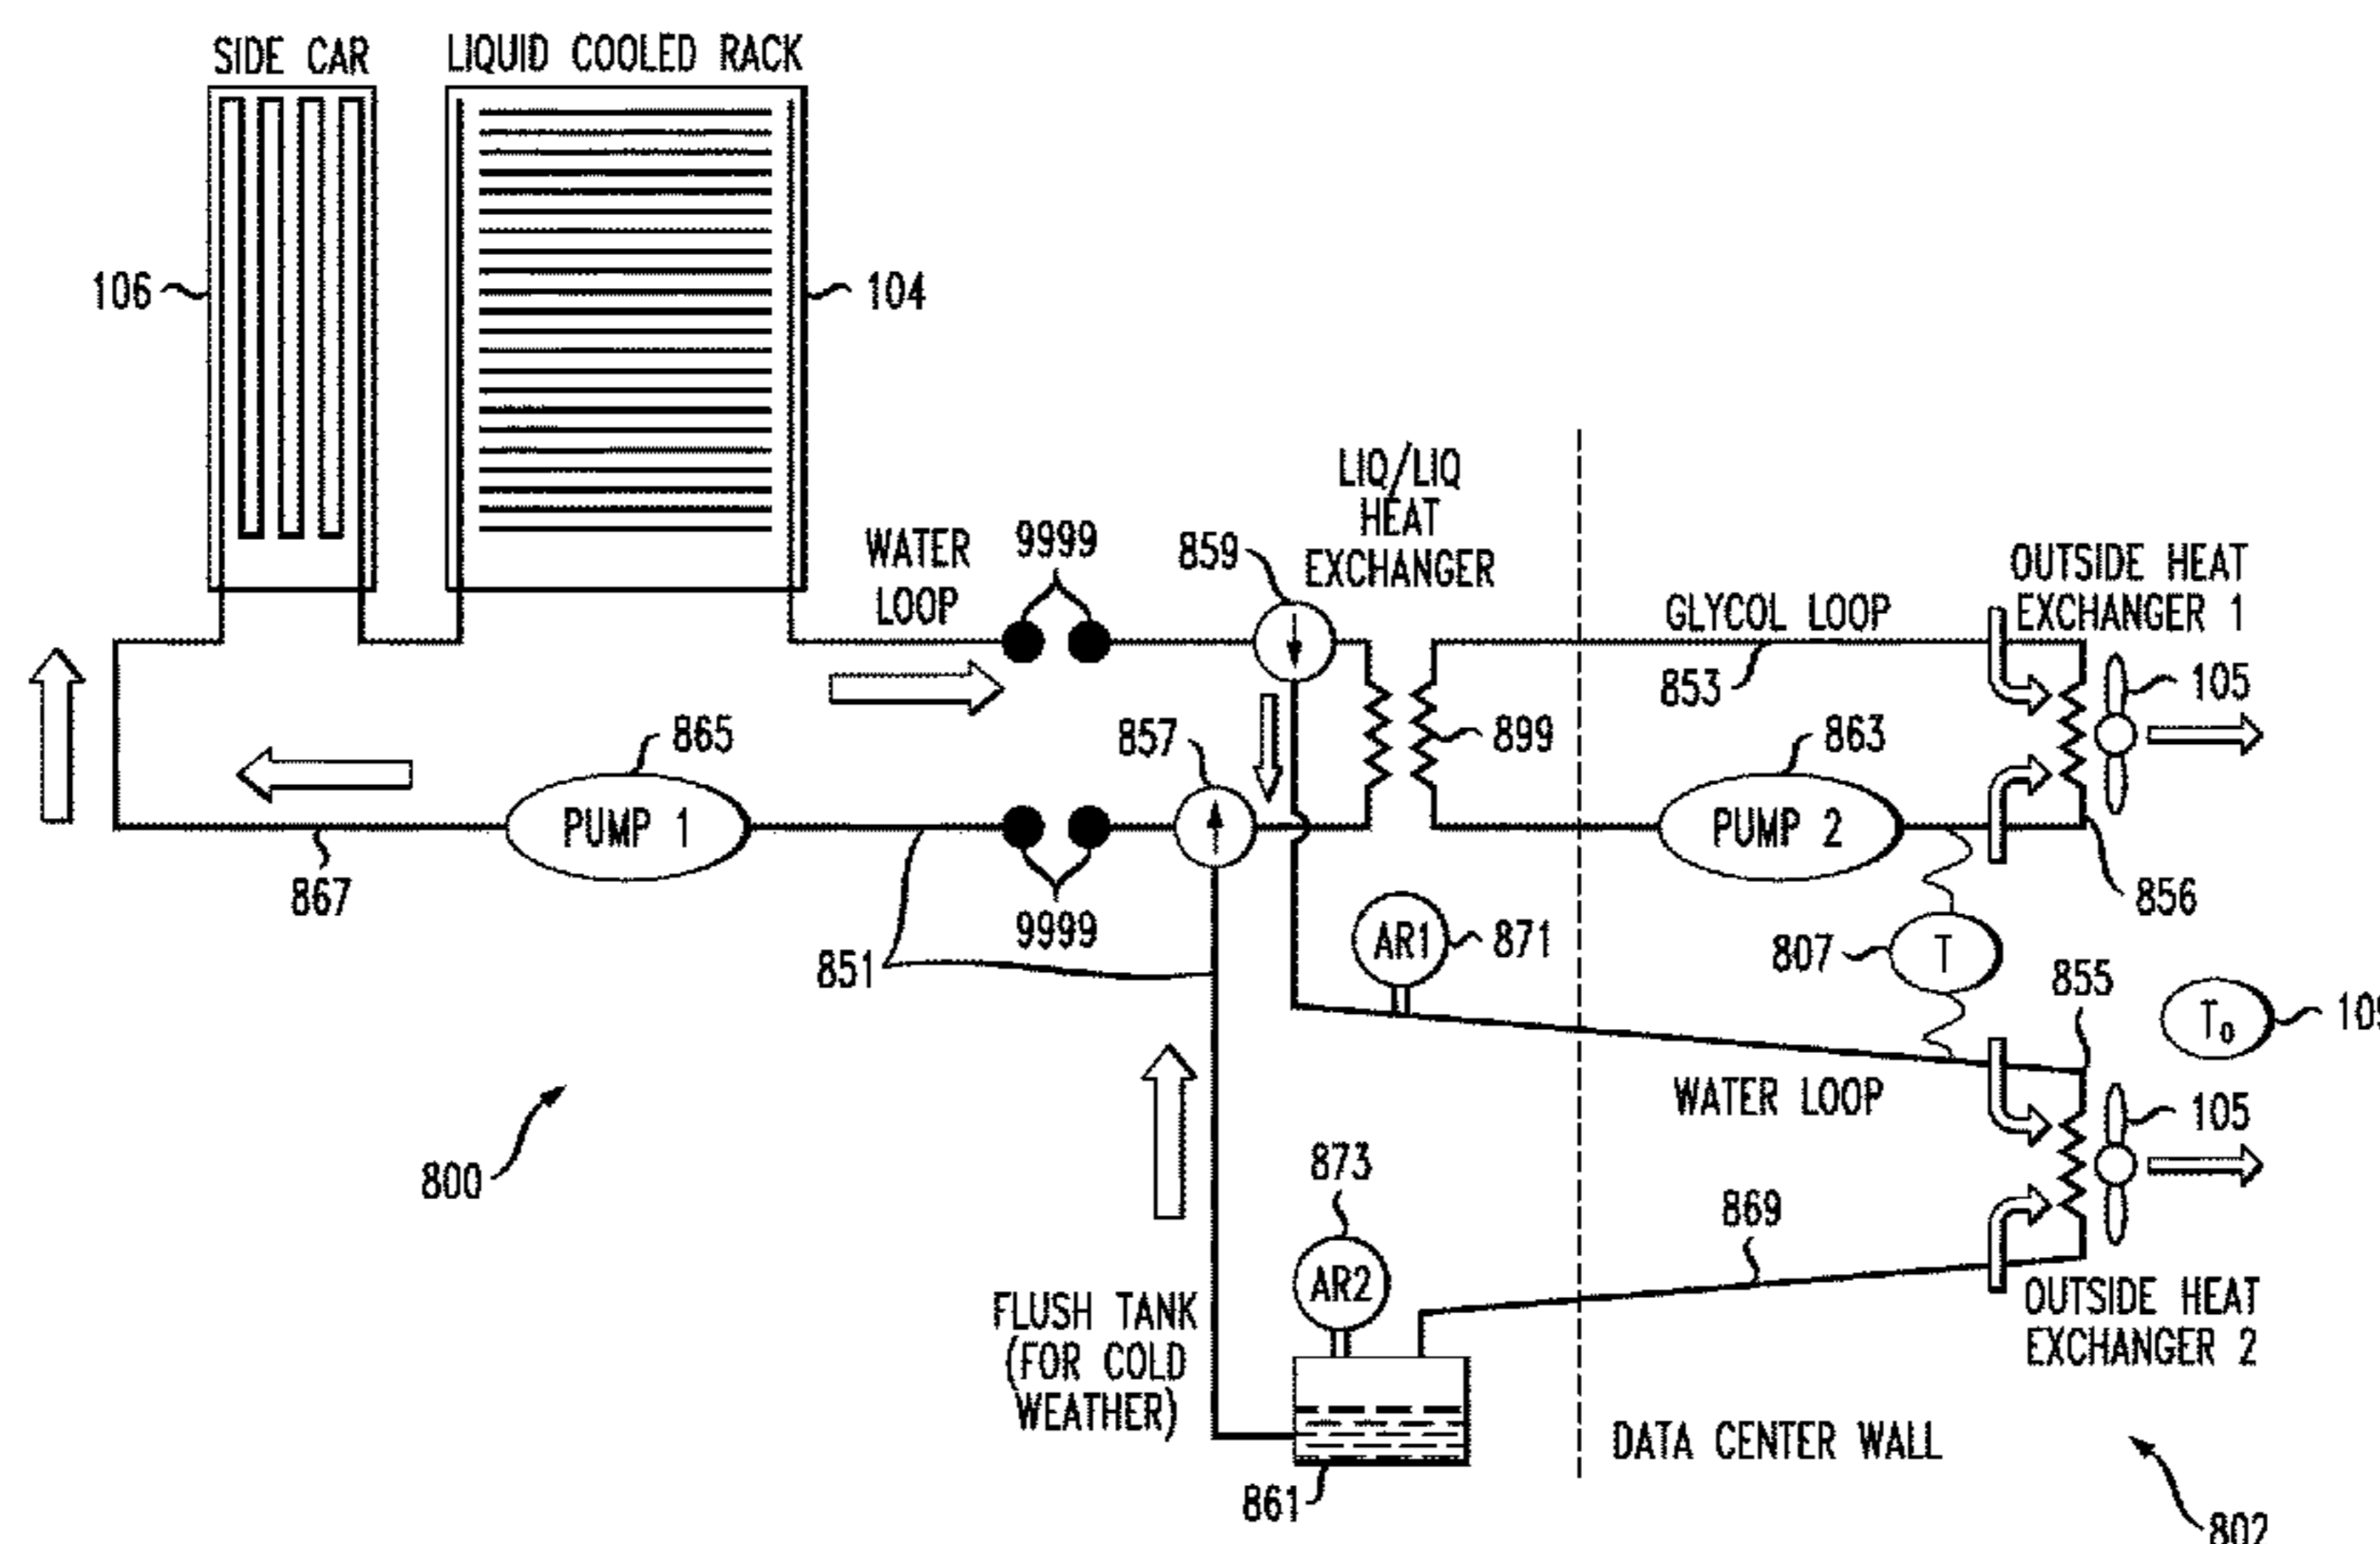 SIDE CAR
LIQUID COOLED RACK
106
104
WATER
LOOP
9999
859
LIQ/LIQ
HEAT
EXCHANGER
GLYCOL LOOP
OUTSIDE HEAT
EXCHANGER 1
853
105
865
857
899
863
PUMP 1
PUMP 2
867
9999
856
851
AR1
871
807
T
855
T₀
WATER LOOP
105
800
873
869
AR2
FLUSH TANK
(FOR COLD
WEATHER)
OUTSIDE HEAT
EXCHANGER 2
DATA CENTER WALL
861
802